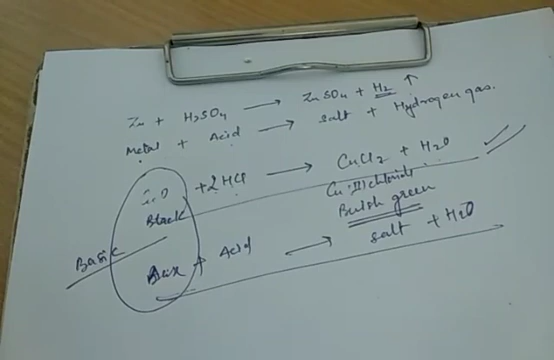 Zn + H2SO4 → ZnSO4 + H2 ↑
Metal + Acid → salt + Hydrogen gas.
CuO + 2HCl → CuCl2 + H2O
Black
Cu(II)chloride
Bluish green
Basic
+ Acid → salt + H2O